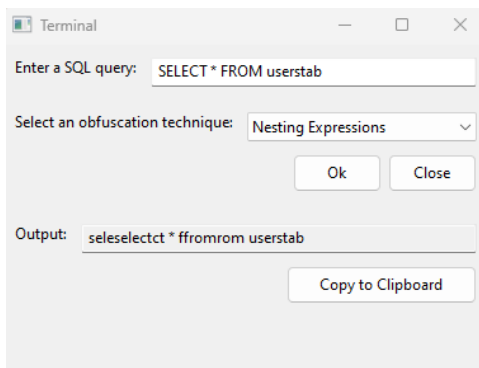 Terminal
Enter a SQL query: SELECT * FROM userstab
Select an obfuscation technique: Nesting Expressions
Ok Close
Output: seleselectct * ffromrom userstab
Copy to Clipboard